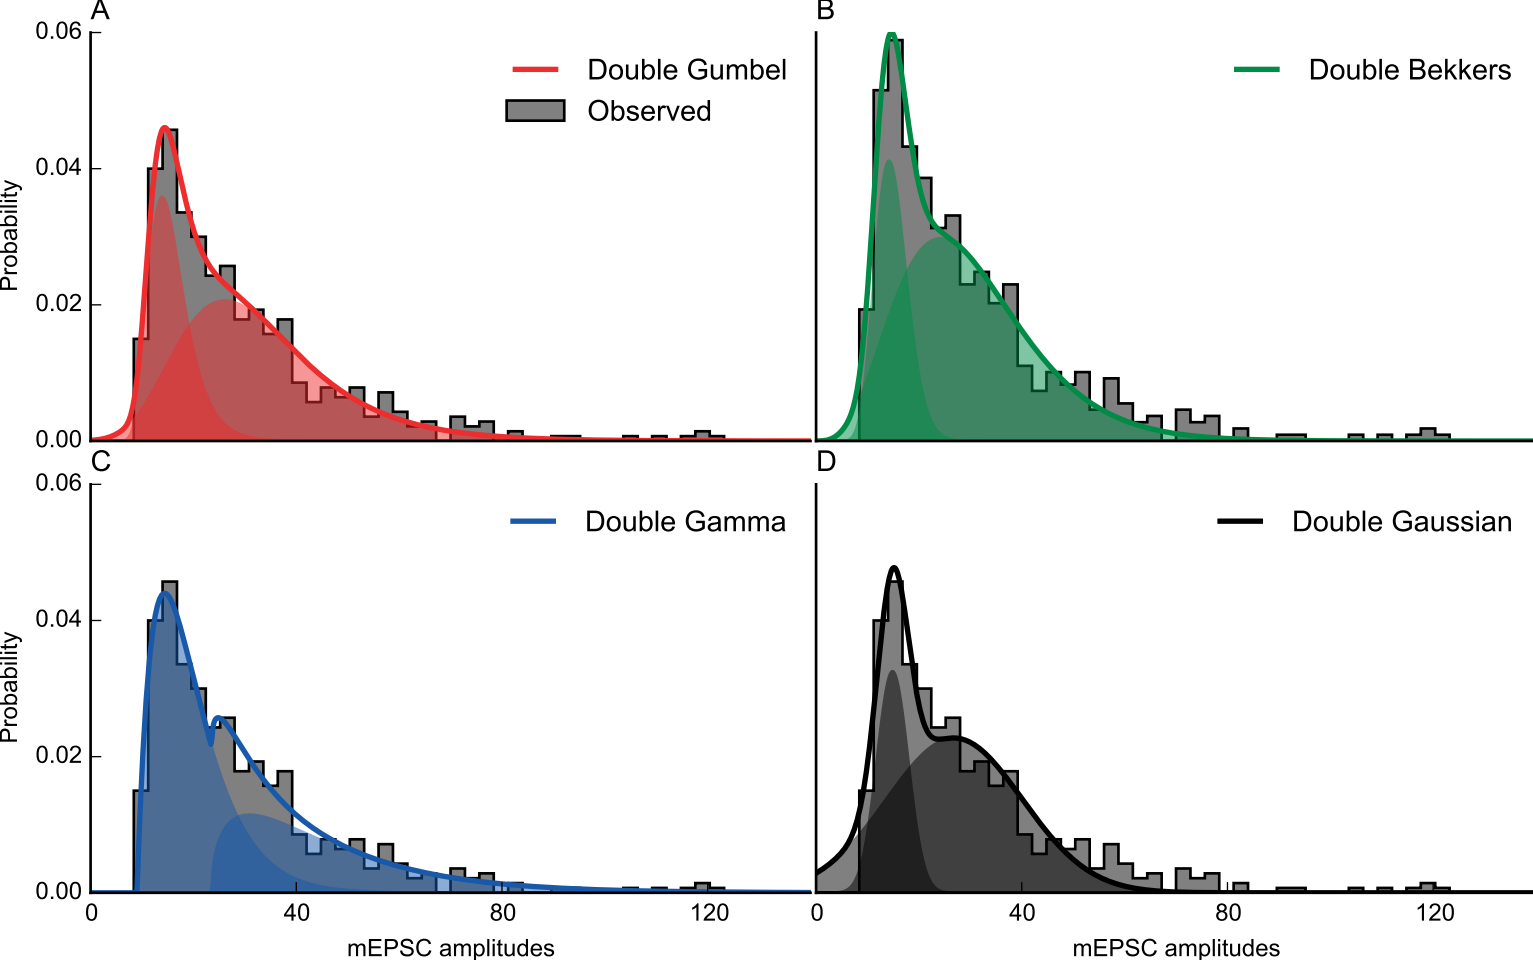 A
B
0.06
Double Gumbel
Double Bekkers
Observed
0.04
Probability
0.02
0.00
C
D
0.06
Double Gamma
Double Gaussian
0.04
Probability
0.02
0.00
0 40 80 120
0 40 80 120
mEPSC amplitudes
mEPSC amplitudes